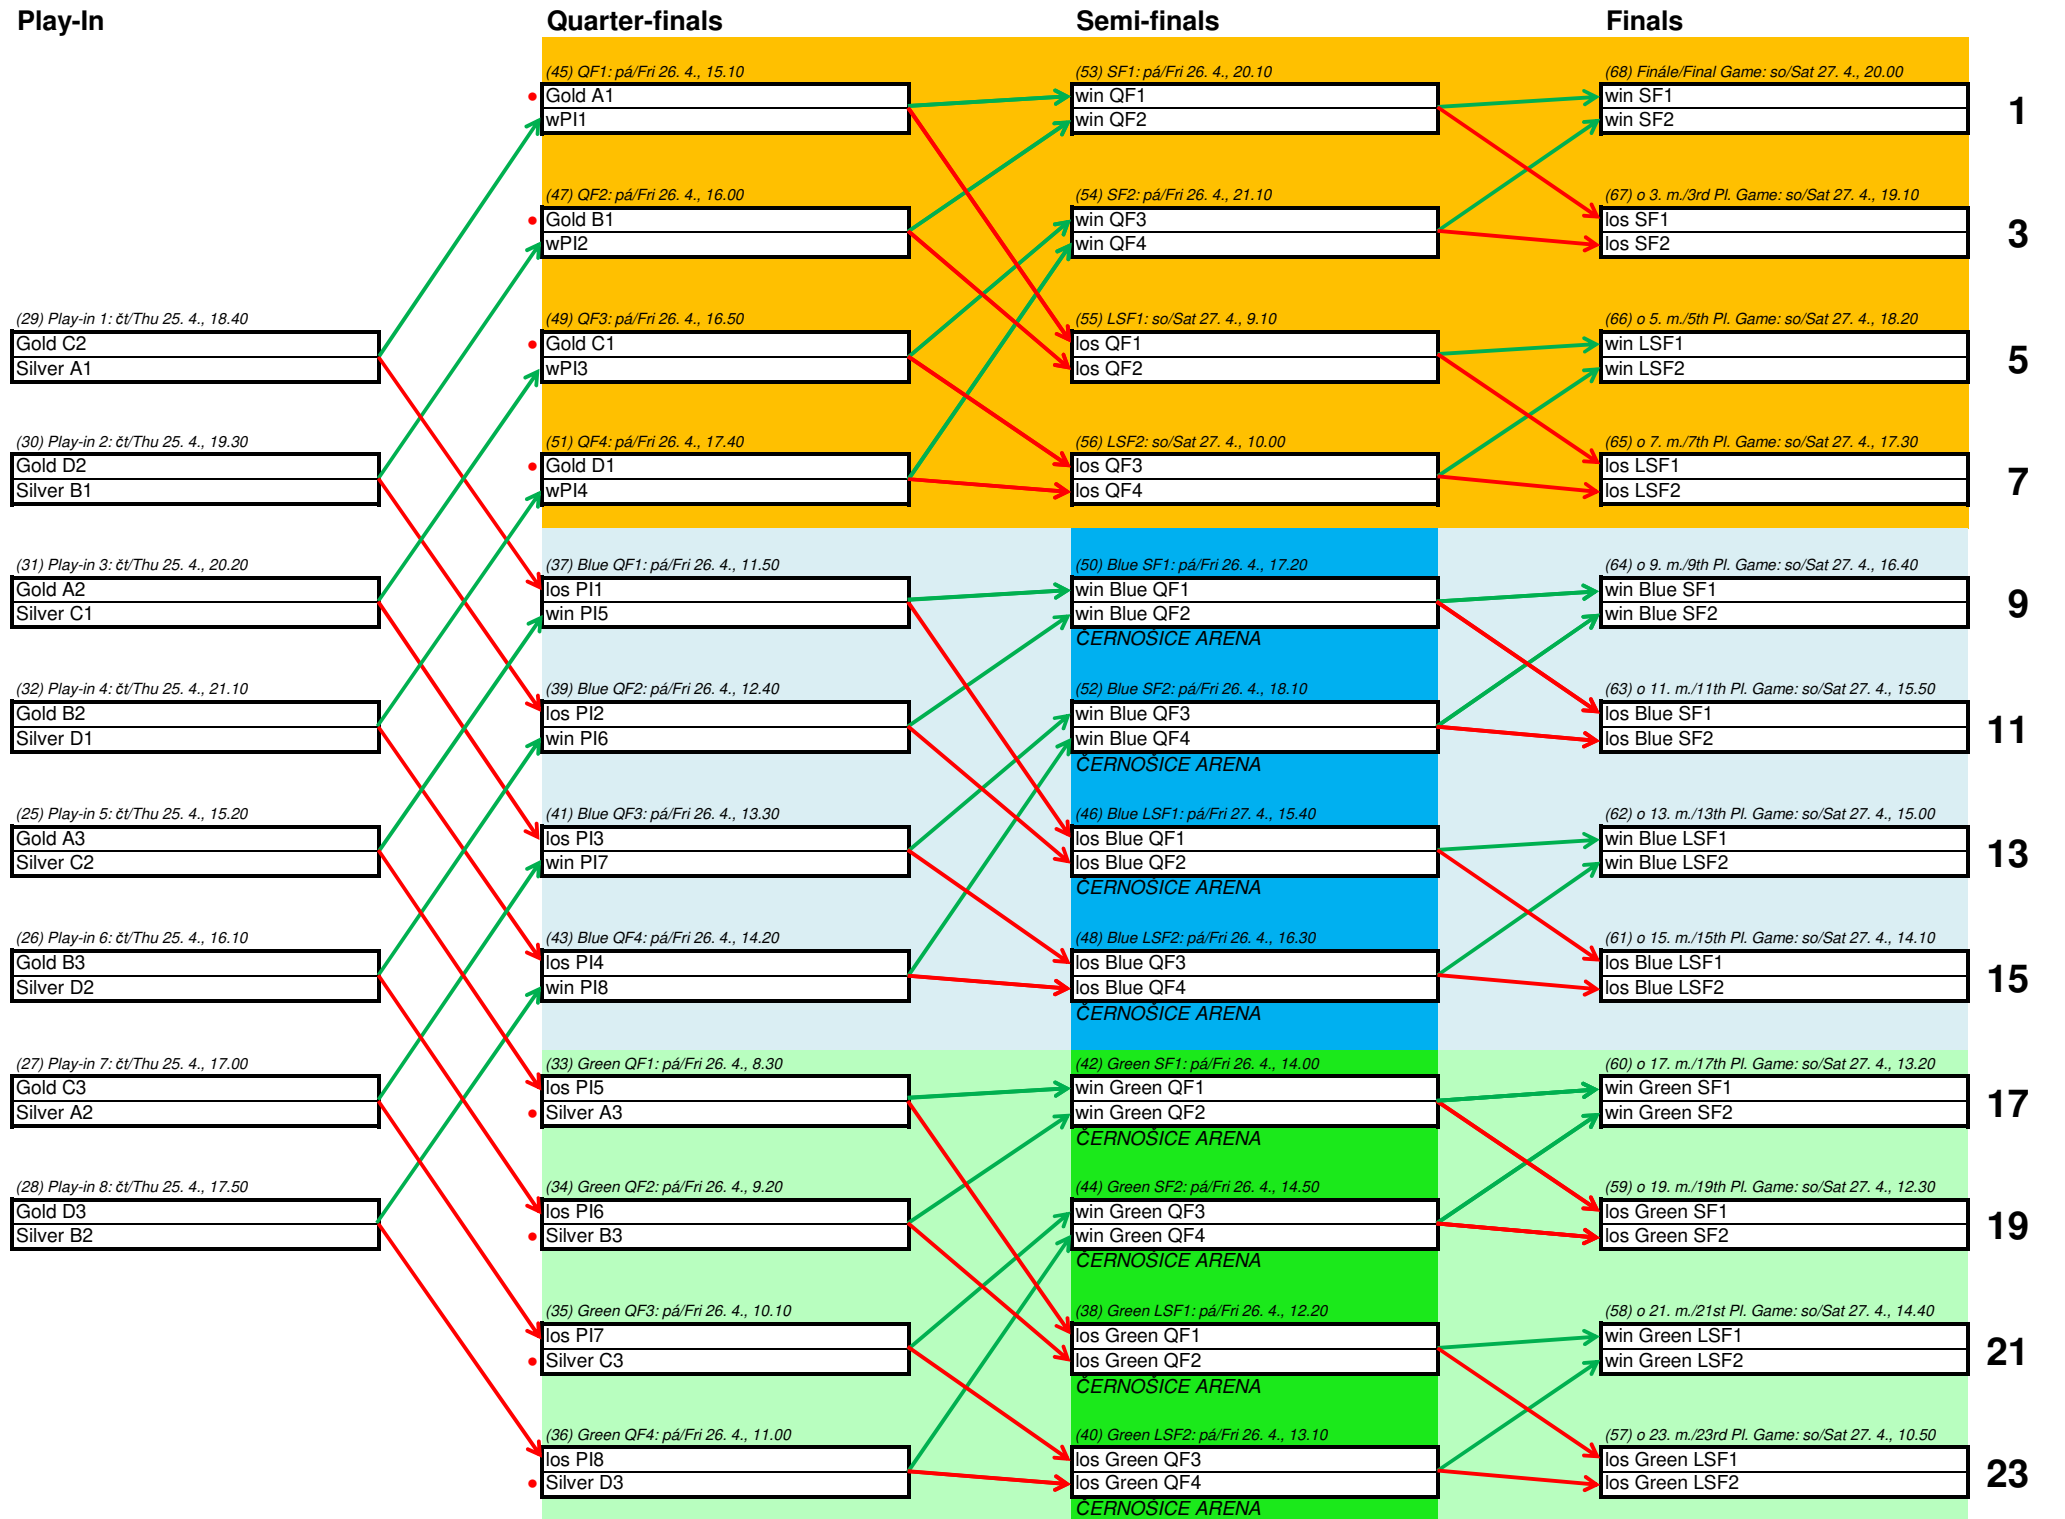 Play-In
Quarter-finals
Semi-finals
Finals
(45) QF1: pá/Fri 26. 4., 15.10
Gold A1
wPI1
(53) SF1: pá/Fri 26. 4., 20.10
win QF1
win QF2
(68) Finále/Final Game: so/Sat 27. 4., 20.00
win SF1
win SF2
1
(47) QF2: pá/Fri 26. 4., 16.00
Gold B1
wPI2
(54) SF2: pá/Fri 26. 4., 21.10
win QF3
win QF4
(67) o 3. m./3rd Pl. Game: so/Sat 27. 4., 19.10
los SF1
los SF2
3
(29) Play-in 1: čt/Thu 25. 4., 18.40
Gold C2
Silver A1
(49) QF3: pá/Fri 26. 4., 16.50
Gold C1
wPI3
(55) LSF1: so/Sat 27. 4., 9.10
los QF1
los QF2
(66) o 5. m./5th Pl. Game: so/Sat 27. 4., 18.20
win LSF1
win LSF2
5
(30) Play-in 2: čt/Thu 25. 4., 19.30
Gold D2
Silver B1
(51) QF4: pá/Fri 26. 4., 17.40
Gold D1
wPI4
(56) LSF2: so/Sat 27. 4., 10.00
los QF3
los QF4
(65) o 7. m./7th Pl. Game: so/Sat 27. 4., 17.30
los LSF1
los LSF2
7
(31) Play-in 3: čt/Thu 25. 4., 20.20
Gold A2
Silver C1
(37) Blue QF1: pá/Fri 26. 4., 11.50
los PI1
win PI5
(50) Blue SF1: pá/Fri 26. 4., 17.20
win Blue QF1
win Blue QF2
ČERNOŠICE ARENA
(64) o 9. m./9th Pl. Game: so/Sat 27. 4., 16.40
win Blue SF1
win Blue SF2
9
(32) Play-in 4: čt/Thu 25. 4., 21.10
Gold B2
Silver D1
(39) Blue QF2: pá/Fri 26. 4., 12.40
los PI2
win PI6
(52) Blue SF2: pá/Fri 26. 4., 18.10
win Blue QF3
win Blue QF4
ČERNOŠICE ARENA
(63) o 11. m./11th Pl. Game: so/Sat 27. 4., 15.50
los Blue SF1
los Blue SF2
11
(25) Play-in 5: čt/Thu 25. 4., 15.20
Gold A3
Silver C2
(41) Blue QF3: pá/Fri 26. 4., 13.30
los PI3
win PI7
(46) Blue LSF1: pá/Fri 27. 4., 15.40
los Blue QF1
los Blue QF2
ČERNOŠICE ARENA
(62) o 13. m./13th Pl. Game: so/Sat 27. 4., 15.00
win Blue LSF1
win Blue LSF2
13
(26) Play-in 6: čt/Thu 25. 4., 16.10
Gold B3
Silver D2
(43) Blue QF4: pá/Fri 26. 4., 14.20
los PI4
win PI8
(48) Blue LSF2: pá/Fri 26. 4., 16.30
los Blue QF3
los Blue QF4
ČERNOŠICE ARENA
(61) o 15. m./15th Pl. Game: so/Sat 27. 4., 14.10
los Blue LSF1
los Blue LSF2
15
(27) Play-in 7: čt/Thu 25. 4., 17.00
Gold C3
Silver A2
(33) Green QF1: pá/Fri 26. 4., 8.30
los PI5
Silver A3
(42) Green SF1: pá/Fri 26. 4., 14.00
win Green QF1
win Green QF2
ČERNOŠICE ARENA
(60) o 17. m./17th Pl. Game: so/Sat 27. 4., 13.20
win Green SF1
win Green SF2
17
(28) Play-in 8: čt/Thu 25. 4., 17.50
Gold D3
Silver B2
(34) Green QF2: pá/Fri 26. 4., 9.20
los PI6
Silver B3
(44) Green SF2: pá/Fri 26. 4., 14.50
win Green QF3
win Green QF4
ČERNOŠICE ARENA
(59) o 19. m./19th Pl. Game: so/Sat 27. 4., 12.30
los Green SF1
los Green SF2
19
(35) Green QF3: pá/Fri 26. 4., 10.10
los PI7
Silver C3
(38) Green LSF1: pá/Fri 26. 4., 12.20
los Green QF1
los Green QF2
ČERNOŠICE ARENA
(58) o 21. m./21st Pl. Game: so/Sat 27. 4., 14.40
win Green LSF1
win Green LSF2
21
(36) Green QF4: pá/Fri 26. 4., 11.00
los PI8
Silver D3
(40) Green LSF2: pá/Fri 26. 4., 13.10
los Green QF3
los Green QF4
ČERNOŠICE ARENA
(57) o 23. m./23rd Pl. Game: so/Sat 27. 4., 10.50
los Green LSF1
los Green LSF2
23